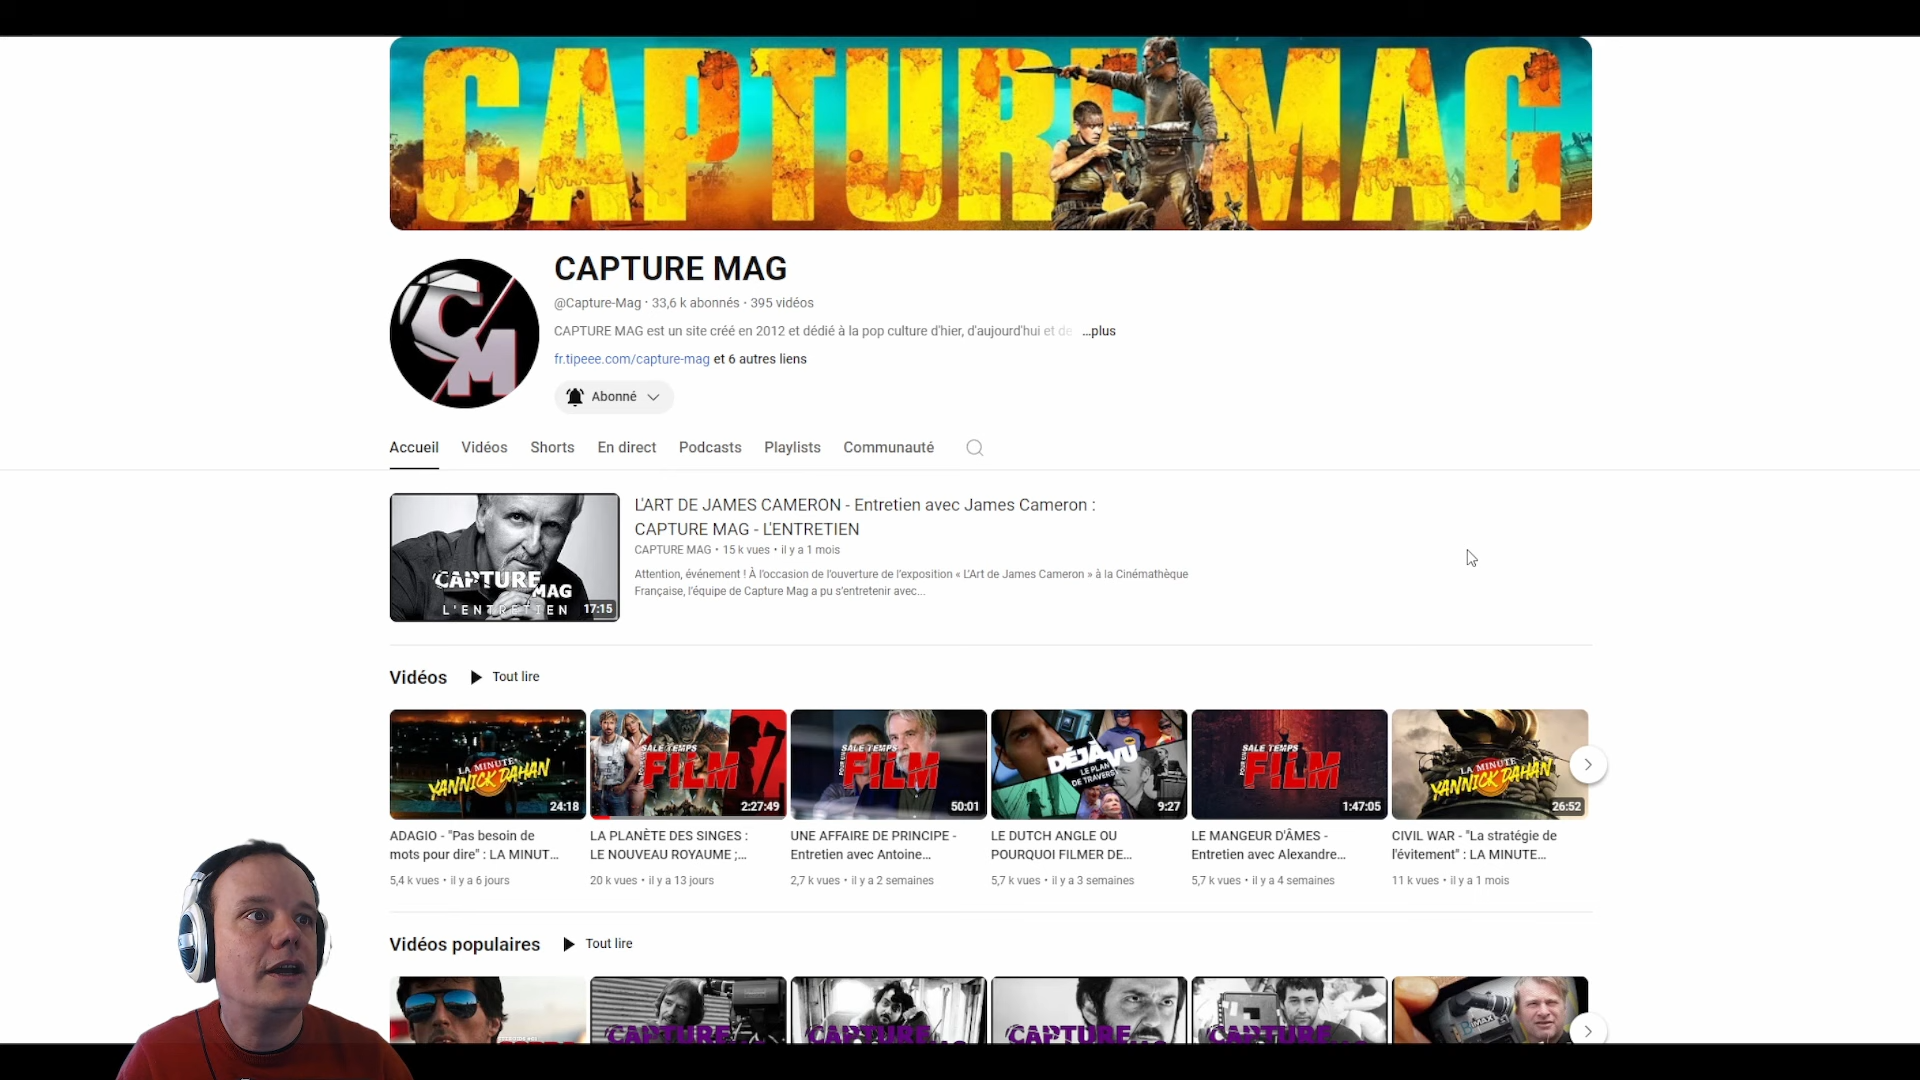 CAPTURE MAG
CAPTURE MAG
@Capture-Mag · 33,6 k abonnés · 395 vidéos
CAPTURE MAG est un site créé en 2012 et dédié à la pop culture d'hier, d'aujourd'hui et de ...plus
fr.tipeee.com/capture-mag et 6 autres liens
Abonné
Accueil Vidéos Shorts En direct Podcasts Playlists Communauté
CM
CAPTURE MAG
L'ENTRETIEN 17:15
L'ART DE JAMES CAMERON - Entretien avec James Cameron :
CAPTURE MAG - L'ENTRETIEN
CAPTURE MAG • 15 k vues • il y a 1 mois
Attention, événement ! À l'occasion de l'ouverture de l'exposition « L'Art de James Cameron » à la Cinémathèque
Française, l'équipe de Capture Mag a pu s'entretenir avec...
Vidéos Tout lire
LA MINUTE
YANNICK DAHAN
24:18
ADAGIO - "Pas besoin de
mots pour dire" : LA MINUT...
5,4 k vues • il y a 6 jours
SALE TEMPS
POUR UN
FILM
2:27:49
LA PLANÈTE DES SINGES :
LE NOUVEAU ROYAUME ;...
20 k vues • il y a 13 jours
SALE TEMPS
POUR UN
FILM
50:01
UNE AFFAIRE DE PRINCIPE -
Entretien avec Antoine...
2,7 k vues • il y a 2 semaines
DÉJÀ VU
LE PLAN
DE TRAVERS
9:27
LE DUTCH ANGLE OU
POURQUOI FILMER DE...
5,7 k vues • il y a 3 semaines
SALE TEMPS
POUR UN
FILM
1:47:05
LE MANGEUR D'ÂMES -
Entretien avec Alexandre...
5,7 k vues • il y a 4 semaines
LA MINUTE
YANNICK DAHAN
26:52
CIVIL WAR - "La stratégie de
l'évitement" : LA MINUTE...
11 k vues • il y a 1 mois
Vidéos populaires Tout lire
CAPTURE
CAPTURE
CAPTURE
CAPTURE